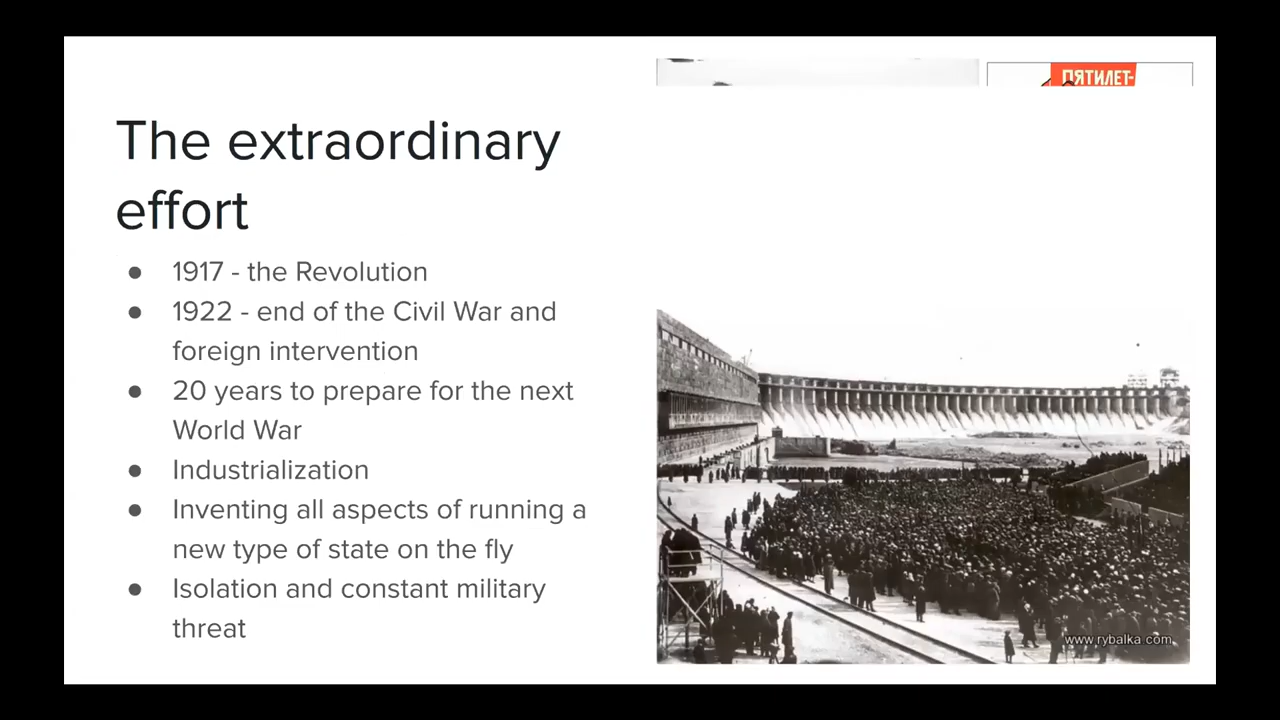 ПЯТИЛЕТ-
The extraordinary
effort
● 1917 - the Revolution
● 1922 - end of the Civil War and
foreign intervention
● 20 years to prepare for the next
World War
● Industrialization
● Inventing all aspects of running a
new type of state on the fly
● Isolation and constant military
threat
www.rybalka.com